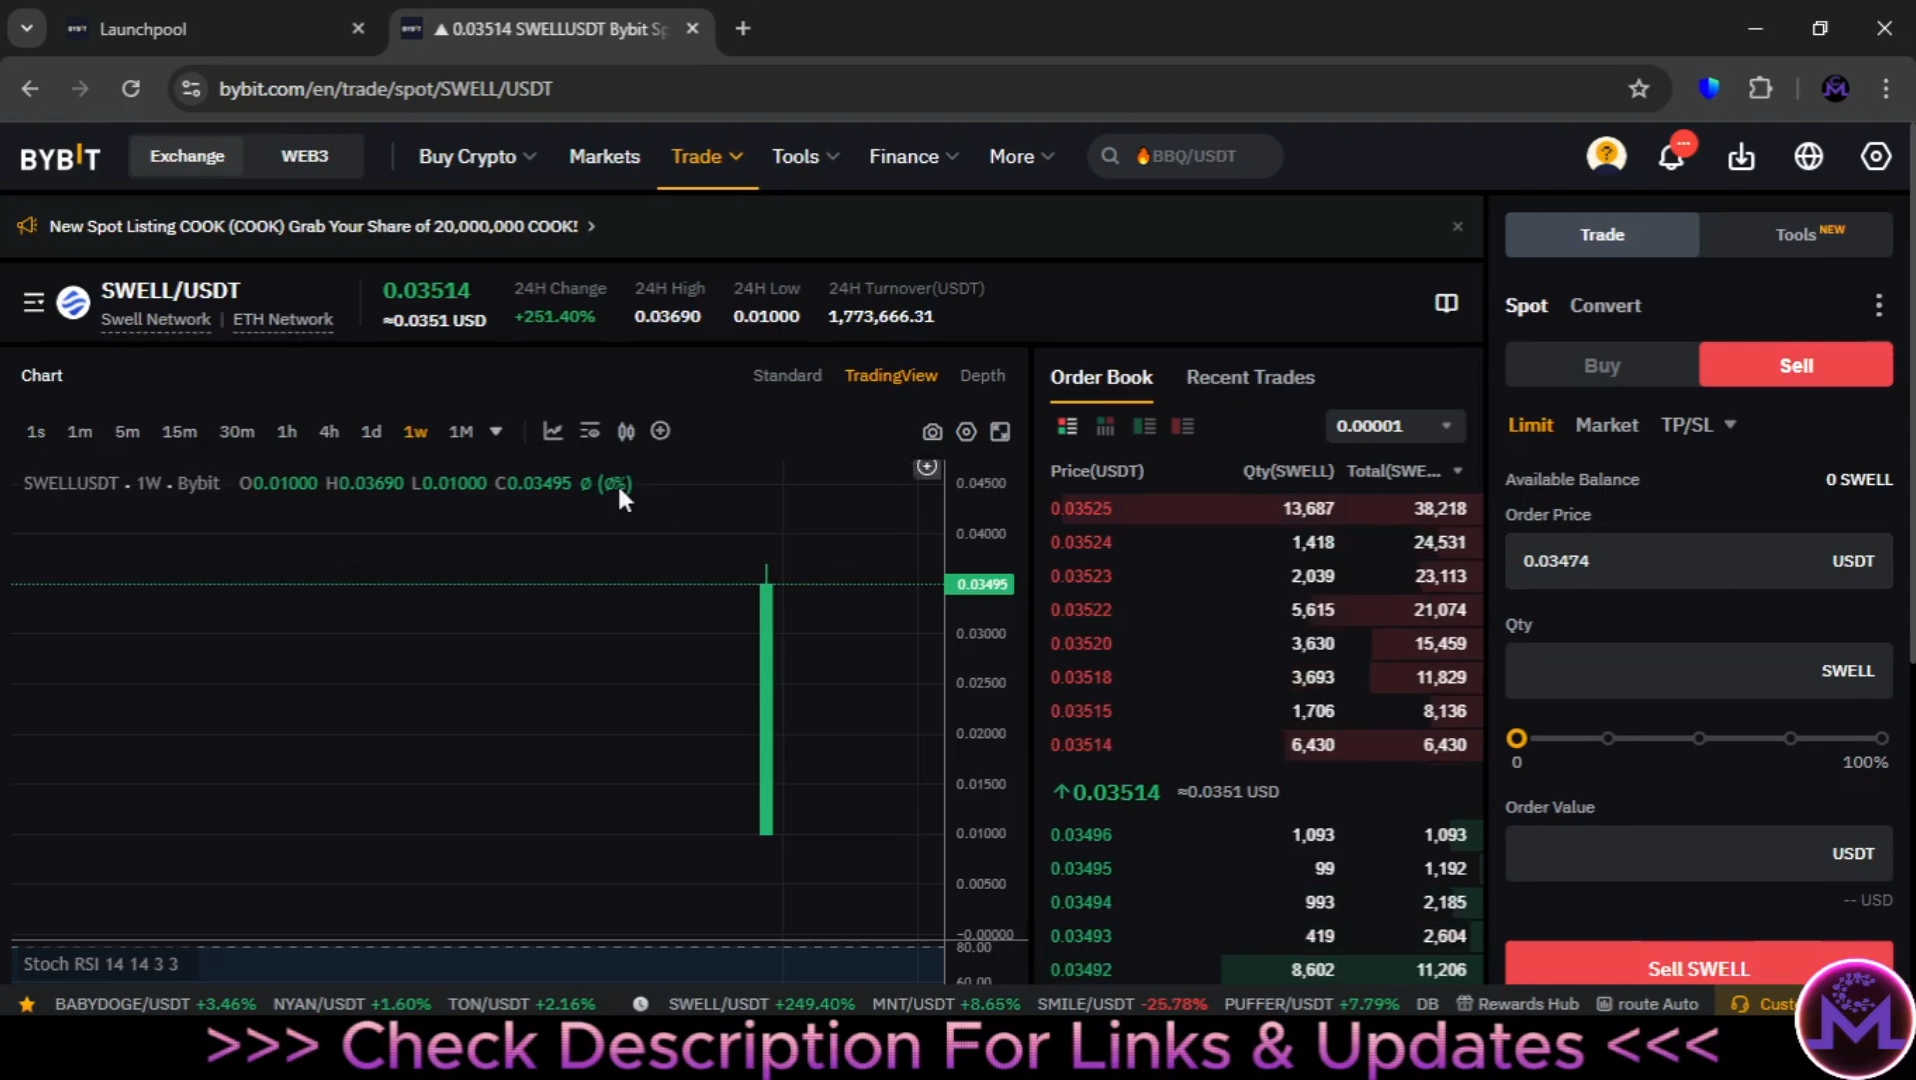 Launchpool
▲ 0.03514 SWELLUSDT Bybit Sp
bybit.com/en/trade/spot/SWELL/USDT
BYBIT Exchange WEB3 Buy Crypto Markets Trade Tools Finance More 🔥BBQ/USDT
New Spot Listing COOK (COOK) Grab Your Share of 20,000,000 COOK! >
SWELL/USDT
Swell Network | ETH Network
0.03514
≈0.0351 USD
24H Change
+251.40%
24H High
0.03690
24H Low
0.01000
24H Turnover(USDT)
1,773,666.31
Chart
Standard TradingView Depth
1s 1m 5m 15m 30m 1h 4h 1d 1w 1M
SWELLUSDT · 1W · Bybit O0.01000 H0.03690 L0.01000 C0.03495 Ø (Ø%)
0.04500
0.04000
0.03495
0.03000
0.02500
0.02000
0.01500
0.01000
0.00500
−0.00000
80.00
60.00
Stoch RSI 14 14 3 3
Order Book Recent Trades
0.00001
Price(USDT) Qty(SWELL) Total(SWE...
0.03525 13,687 38,218
0.03524 1,418 24,531
0.03523 2,039 23,113
0.03522 5,615 21,074
0.03520 3,630 15,459
0.03518 3,693 11,829
0.03515 1,706 8,136
0.03514 6,430 6,430
↑0.03514 ≈0.0351 USD
0.03496 1,093 1,093
0.03495 99 1,192
0.03494 993 2,185
0.03493 419 2,604
0.03492 8,602 11,206
Trade Tools NEW
Spot Convert
Buy Sell
Limit Market TP/SL
Available Balance 0 SWELL
Order Price
0.03474 USDT
Qty
SWELL
0 100%
Order Value
USDT
-- USD
Sell SWELL
BABYDOGE/USDT +3.46% NYAN/USDT +1.60% TON/USDT +2.16% SWELL/USDT +249.40% MNT/USDT +8.65% SMILE/USDT -25.78% PUFFER/USDT +7.79% DB Rewards Hub route Auto Cust
>>> Check Description For Links & Updates <<<